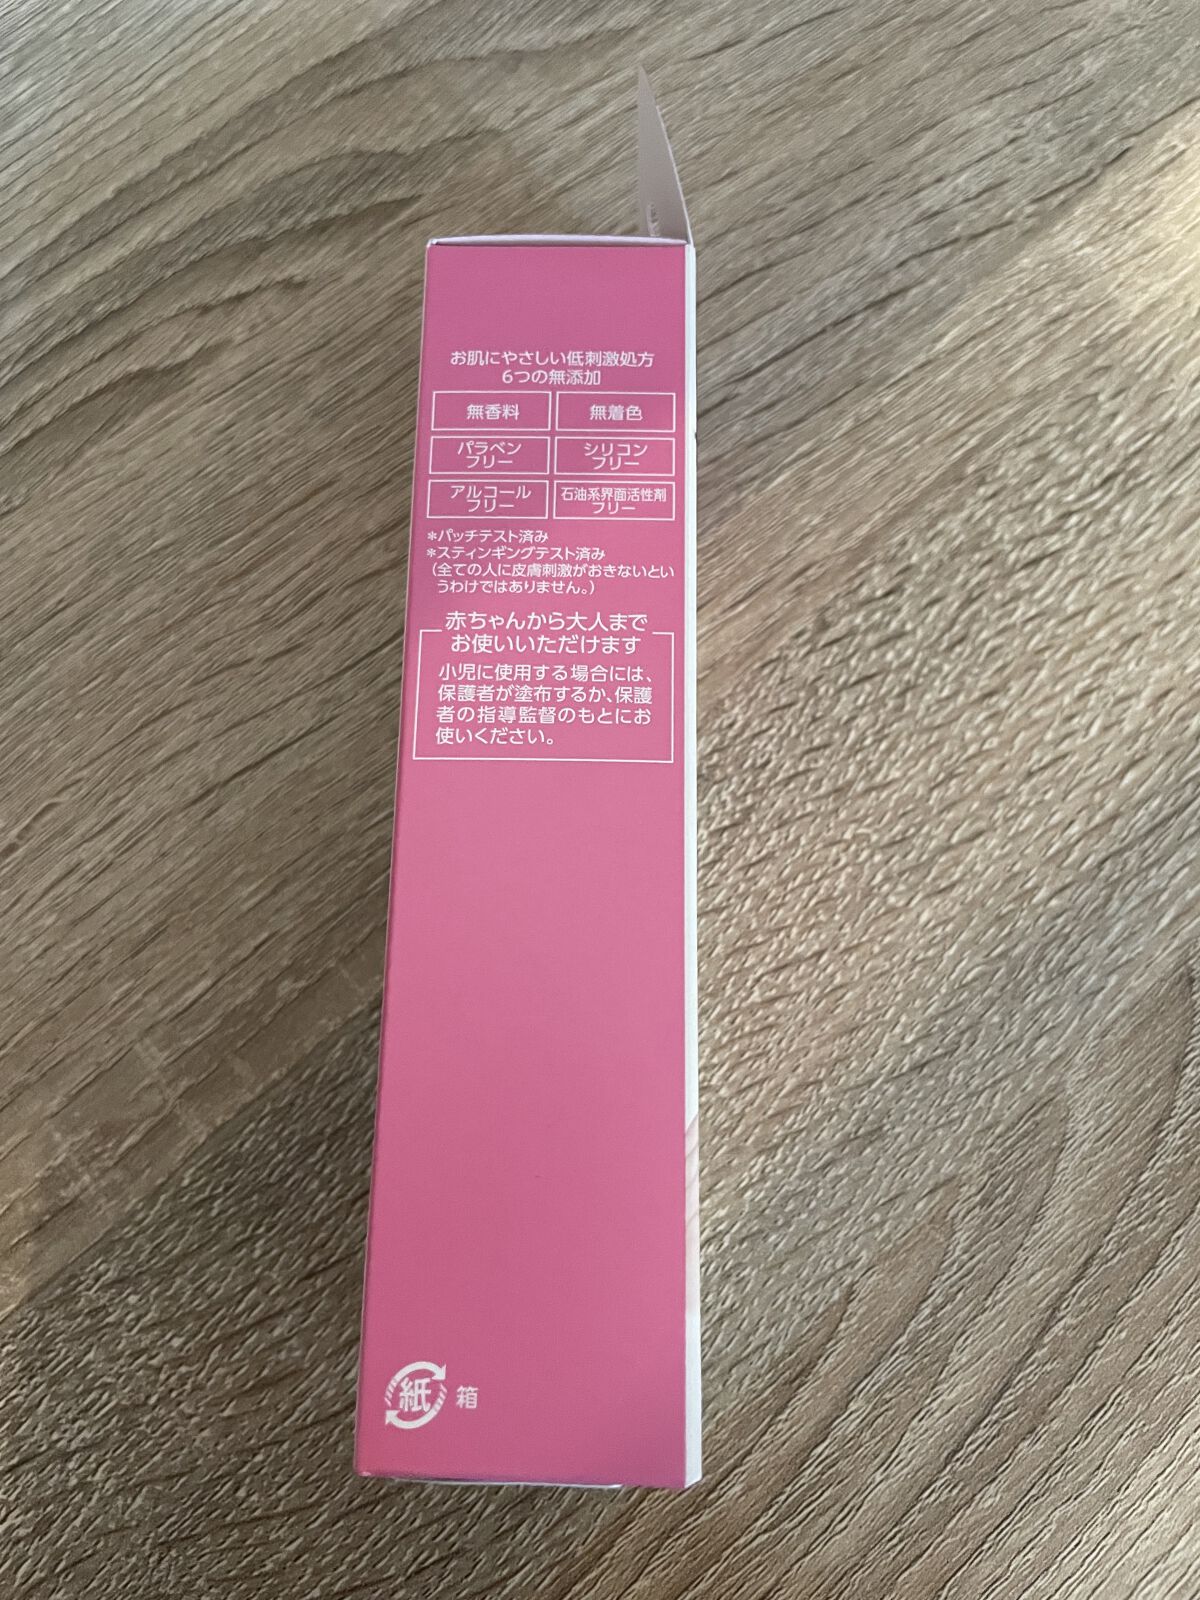 お肌にやさしい低刺激処方
6つの無添加
無香料
無着色
パラベン
フリー
シリコン
フリー
アルコール
フリー
石油系界面活性剤
フリー
*パッチテスト済み
*スティンギングテスト済み
(全ての人に皮膚刺激がおきないとい
うわけではありません。)
赤ちゃんから大人まで
お使いいただけます
小児に使用する場合には、
保護者が塗布するか、保護
者の指導監督のもとにお
使いください。
紙 箱